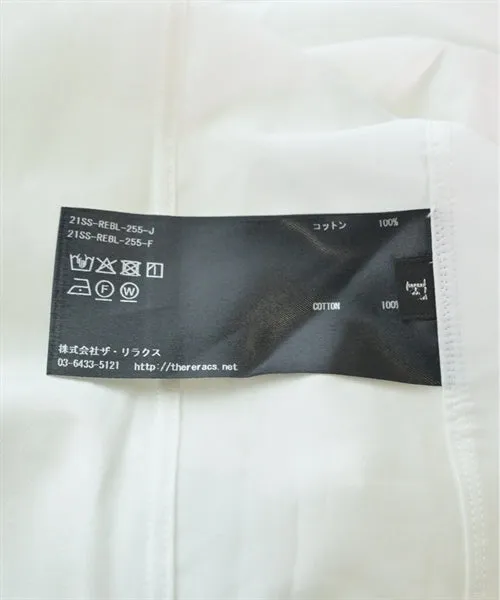 21SS-REBL-255-J
21SS-REBL-255-F
コットン 100%
F W
COTTON
株式会社ザ・リラクス
03-6433-5121 http://thereracs.net